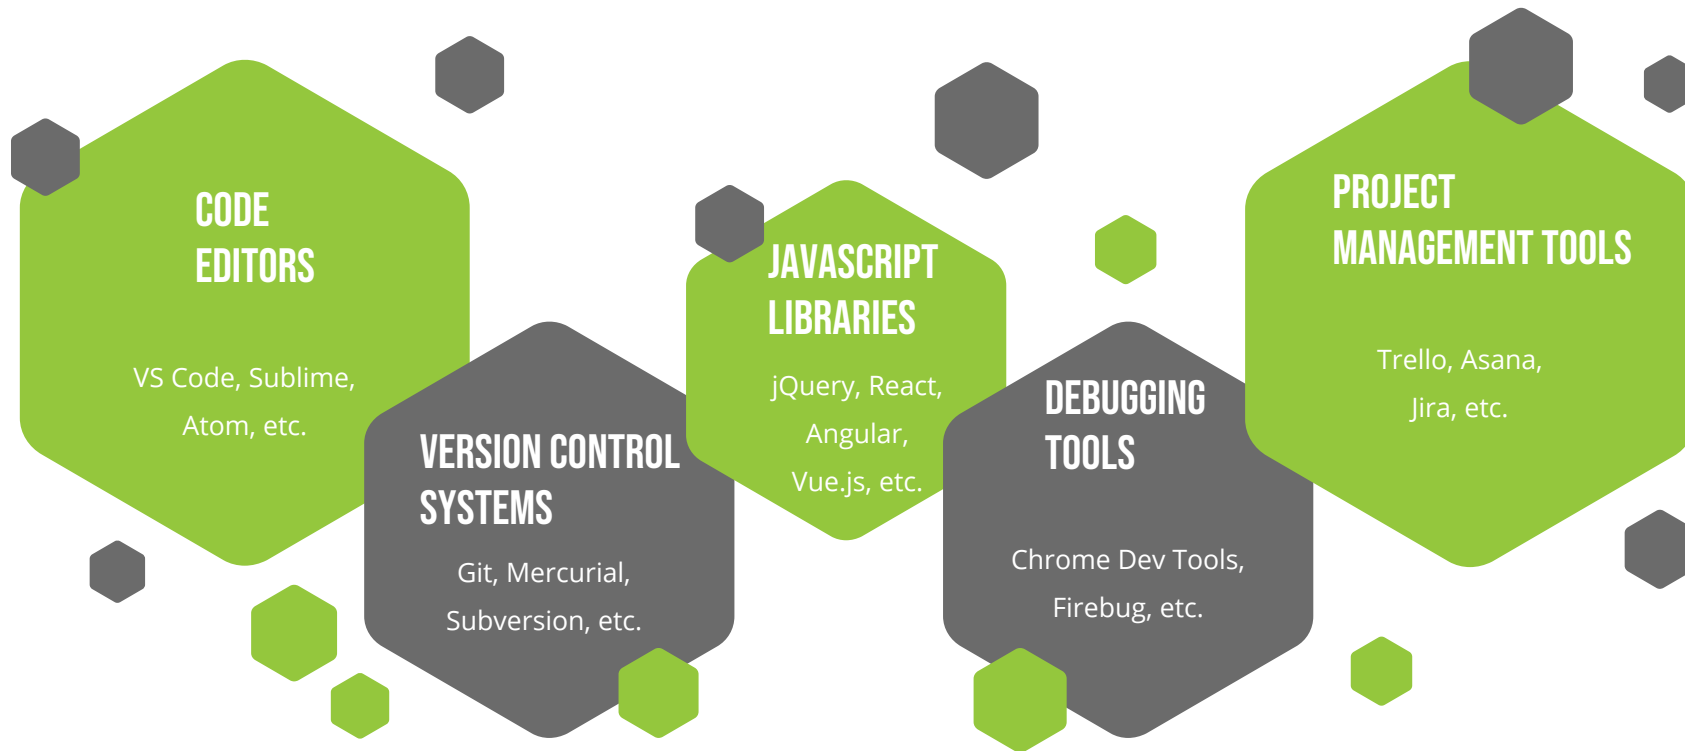 CODE
EDITORS
VS Code, Sublime,
Atom, etc.
VERSION CONTROL
SYSTEMS
Git, Mercurial,
Subversion, etc.
JAVASCRIPT
LIBRARIES
jQuery, React,
Angular,
Vue.js, etc.
DEBUGGING
TOOLS
Chrome Dev Tools,
Firebug, etc.
PROJECT
MANAGEMENT TOOLS
Trello, Asana,
Jira, etc.